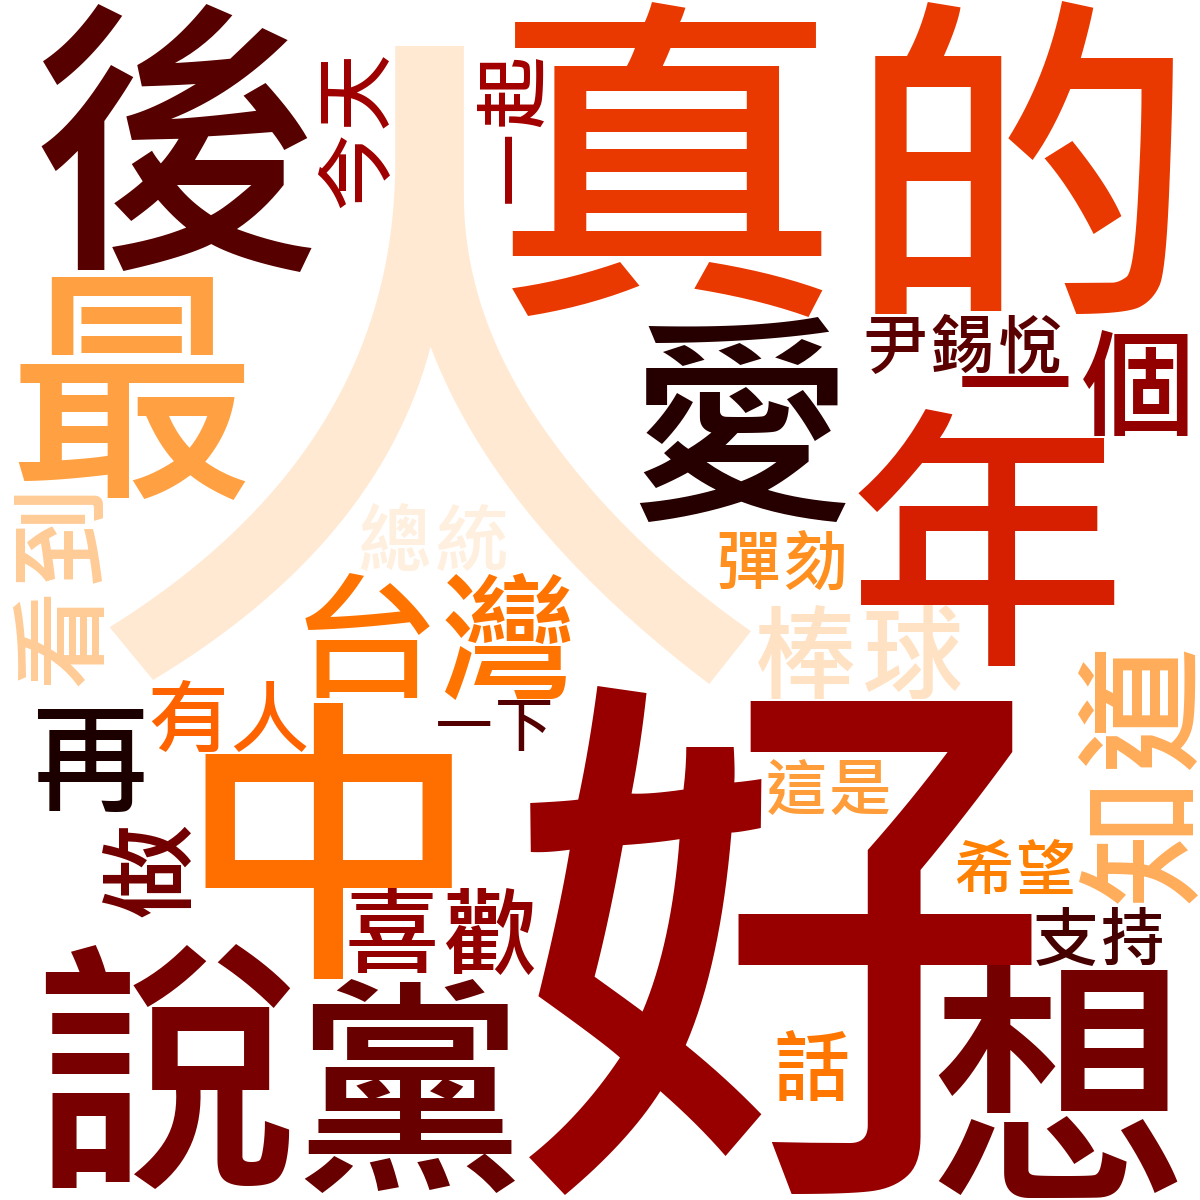 後
今天
一起
真的
人
最
愛
尹錫悅
一個
年
看到
總統
彈劾
台灣
棒球
知道
有人
一下
再
中
好
這是
做
希望
喜歡
支持
說
黨
話
想